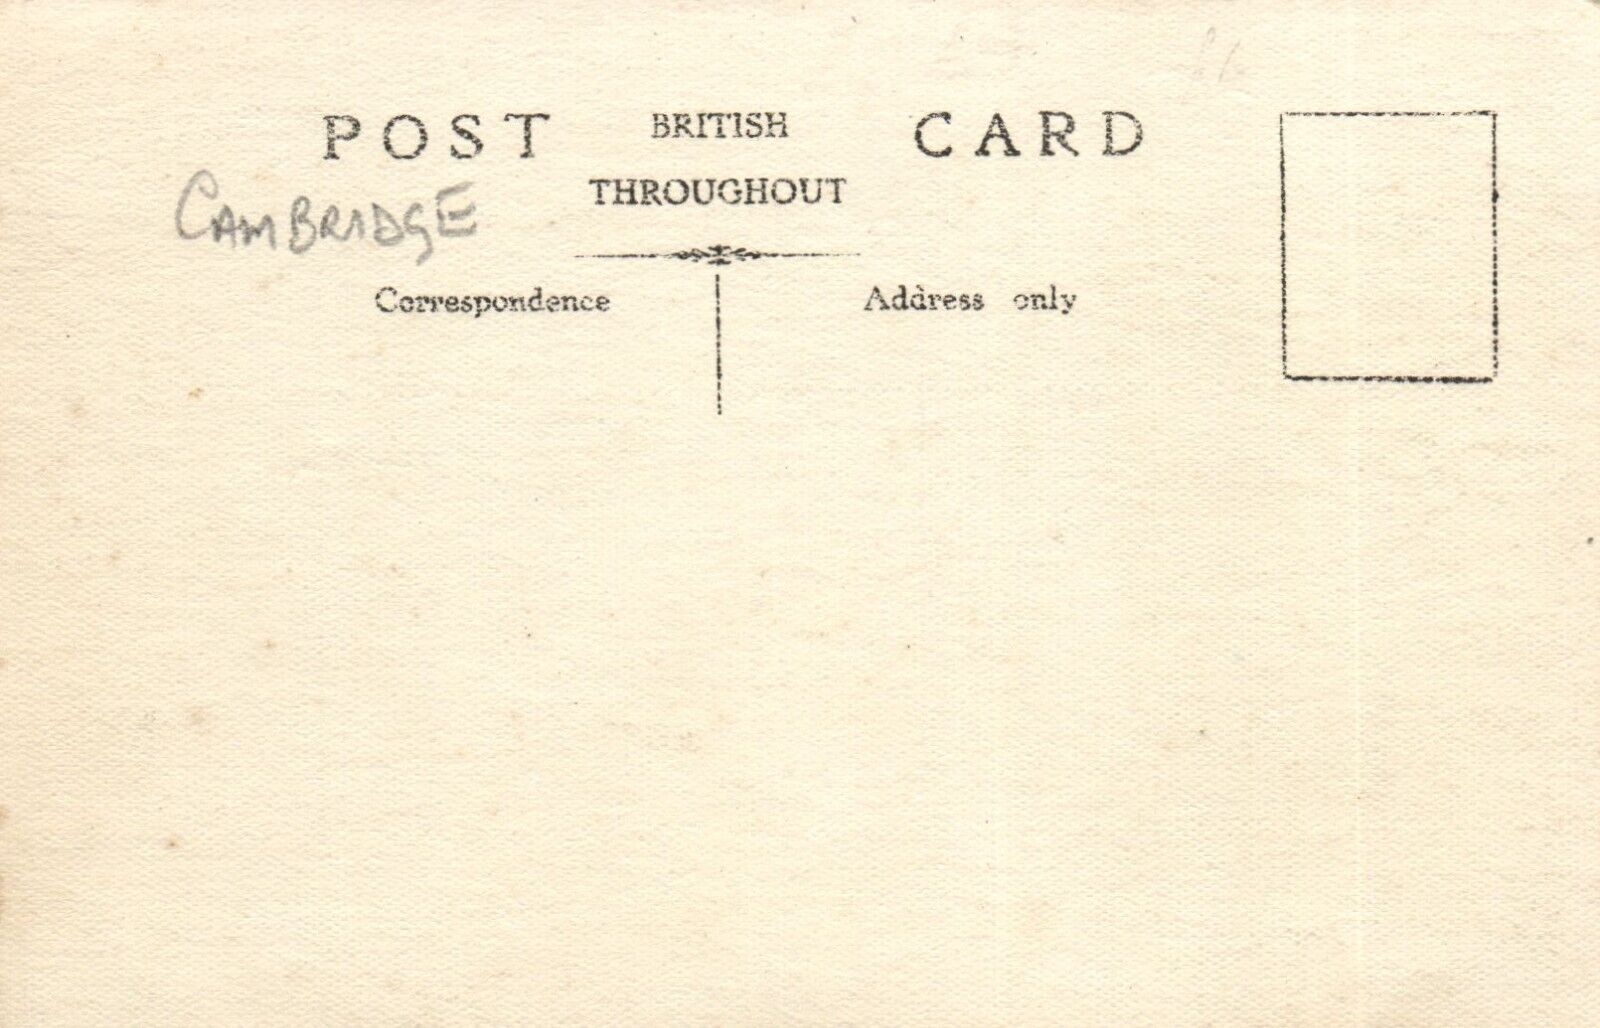 POST BRITISH CARD
THROUGHOUT
CAMBRIDGE
Correspondence Address only